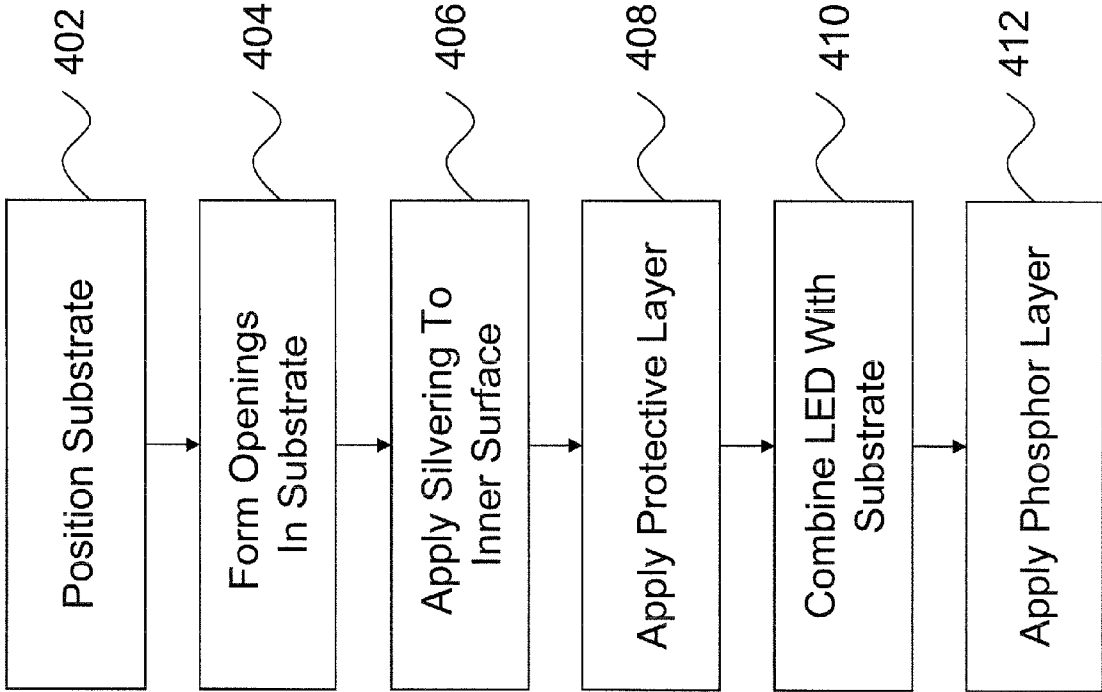 Position Substrate
402
Form Openings
In Substrate
404
Apply Silvering To
Inner Surface
406
Apply Protective Layer
408
Combine LED With
Substrate
410
Apply Phosphor Layer
412